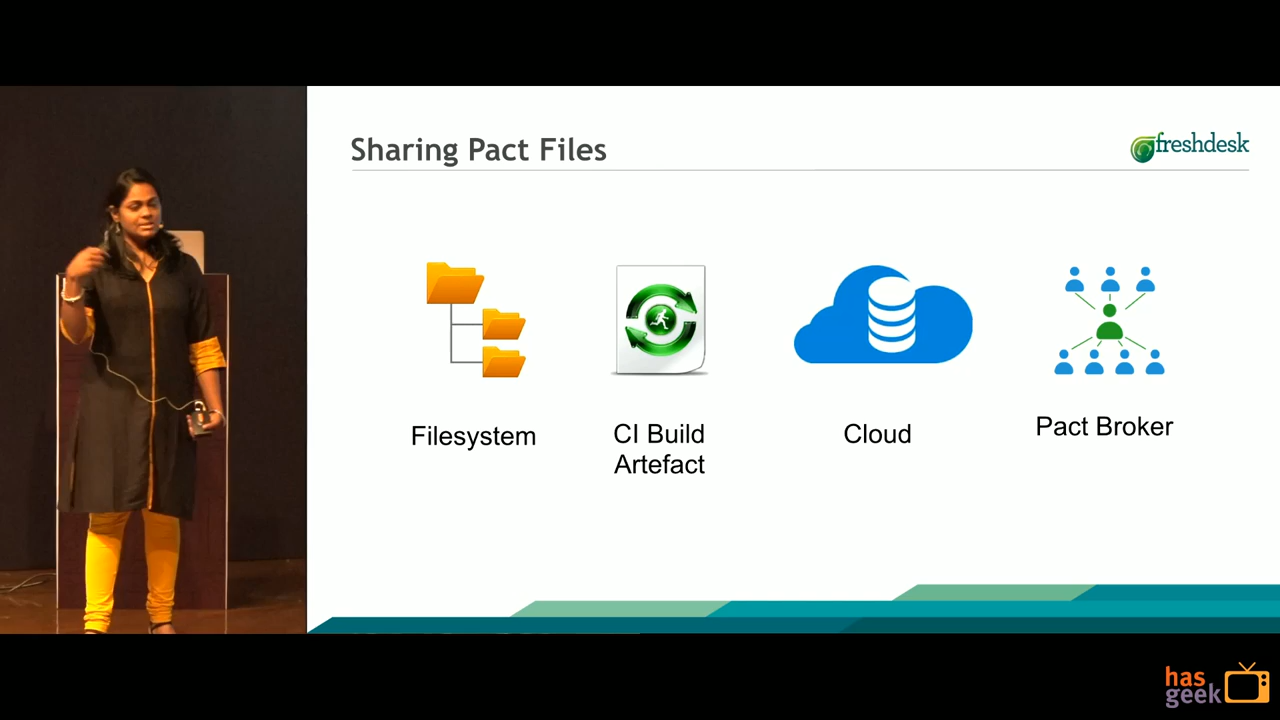 Sharing Pact Files
freshdesk
Filesystem
CI Build
Artefact
Cloud
Pact Broker
has
geek